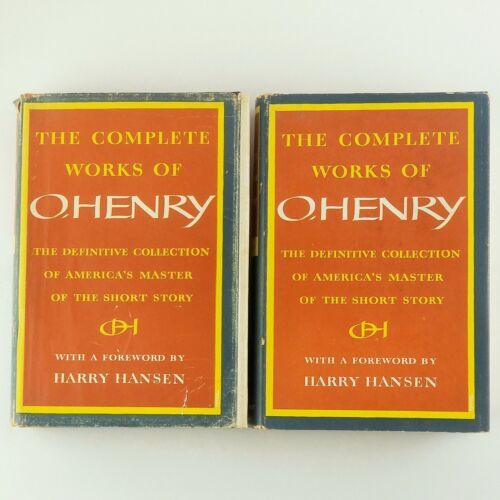 THE COMPLETE
WORKS OF
O.HENRY
THE DEFINITIVE COLLECTION
OF AMERICA'S MASTER
OF THE SHORT STORY
OH
WITH A FOREWORD BY
HARRY HANSEN
THE COMPLETE
WORKS OF
O.HENRY
THE DEFINITIVE COLLECTION
OF AMERICA'S MASTER
OF THE SHORT STORY
OH
WITH A FOREWORD BY
HARRY HANSEN